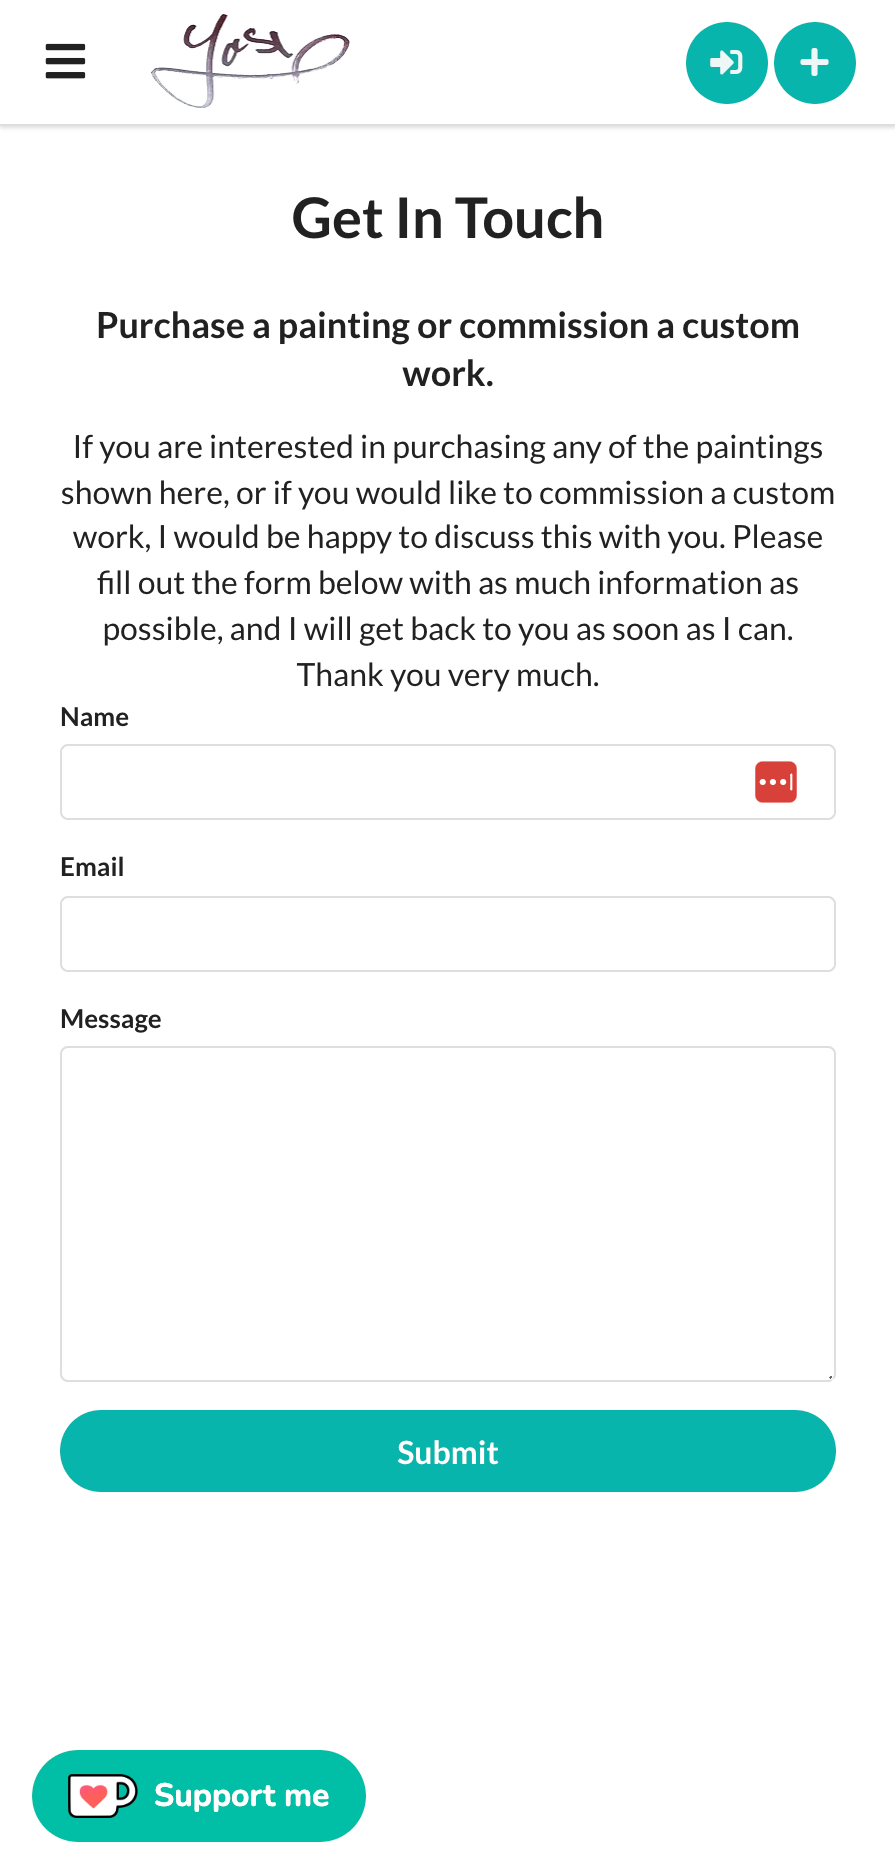 Get In Touch
Purchase a painting or commission a custom
work.
If you are interested in purchasing any of the paintings
shown here, or if you would like to commission a custom
work, I would be happy to discuss this with you. Please
fill out the form below with as much information as
possible, and I will get back to you as soon as I can.
Thank you very much.
Name
Email
Message
Submit
Support me